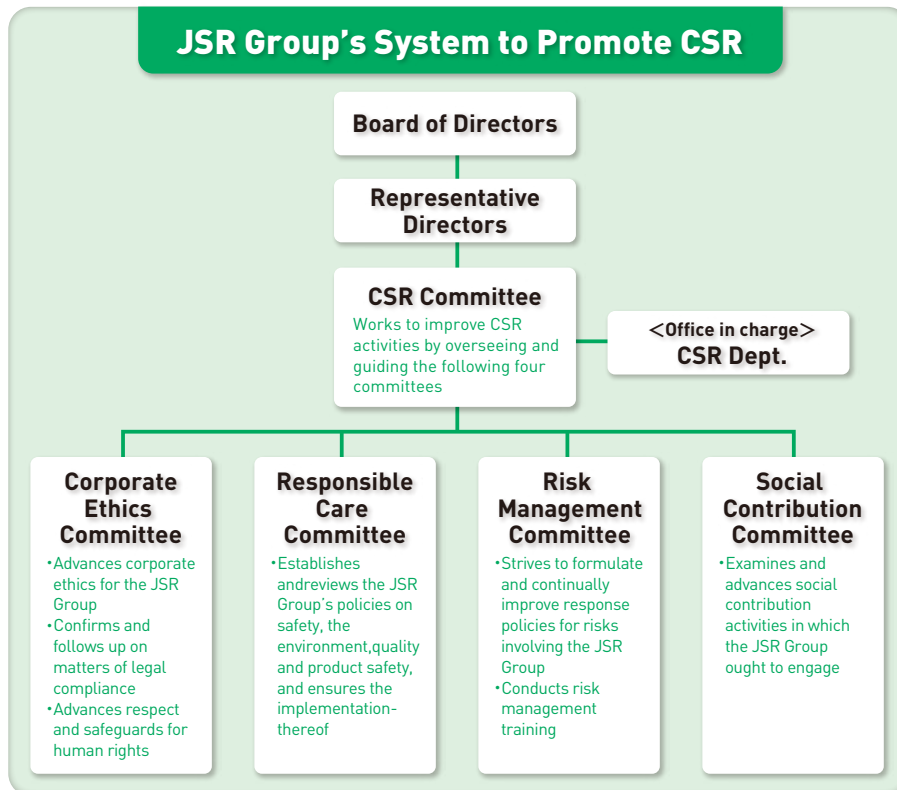 JSR Group's System to Promote CSR
Board of Directors
Representative
Directors
CSR Committee
Works to improve CSR
activities by overseeing and
guiding the following four
committees
<Office in charge>
CSR Dept.
Corporate
Ethics
Committee
・Advances corporate
ethics for the JSR
Group
・Confirms and
follows up on
matters of legal
compliance
・Advances respect
and safeguards for
human rights
Responsible
Care
Committee
・Establishes
andreviews the JSR
Group's policies on
safety, the
environment,quality
and product safety,
and ensures the
implementation-
thereof
Risk
Management
Committee
・Strives to formulate
and continually
improve response
policies for risks
involving the JSR
Group
・Conducts risk
management
training
Social
Contribution
Committee
・Examines and
advances social
contribution
activities in which
the JSR Group
ought to engage